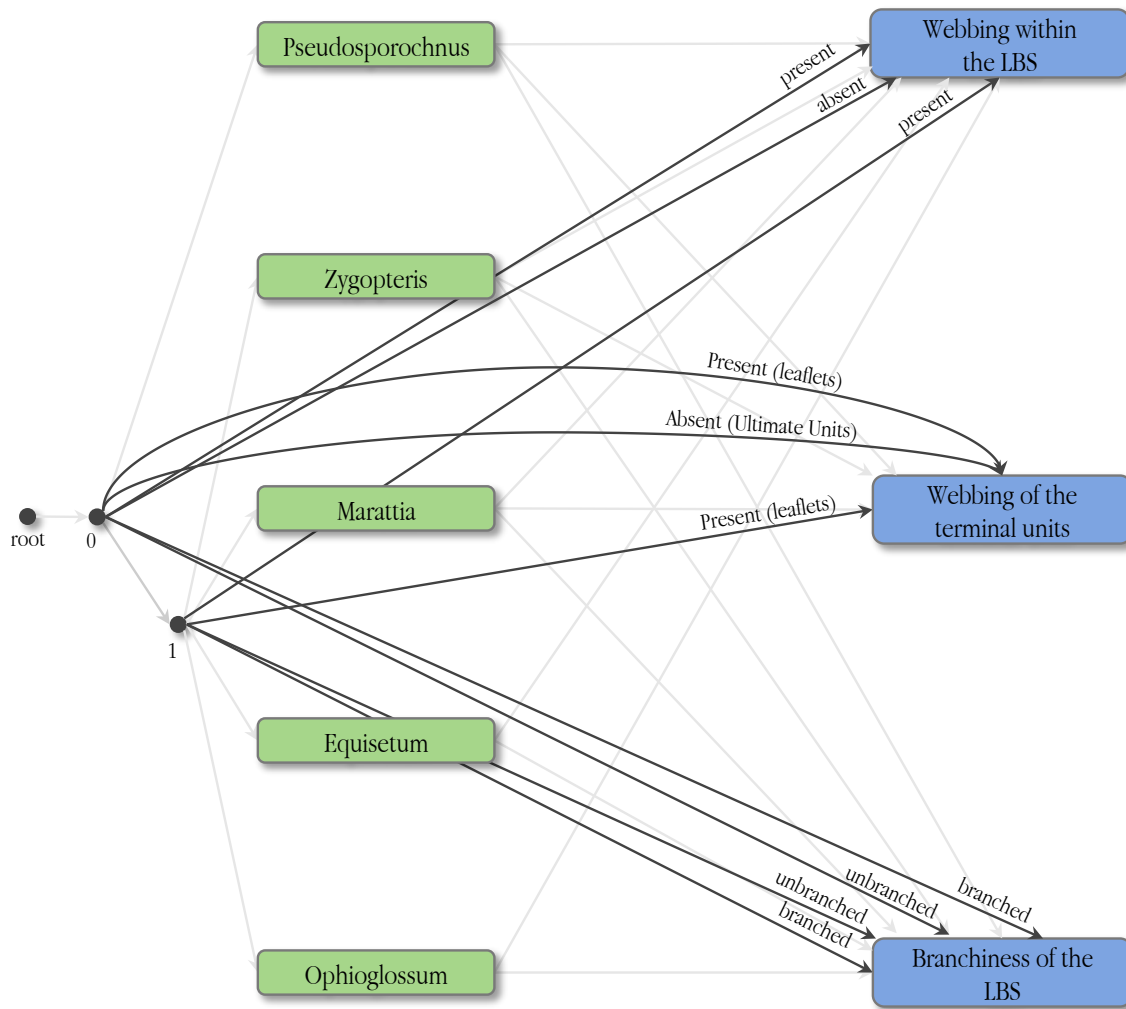 Pseudosporochnus
Webbing within
the LBS
present
absent
present
Zygopteris
Present (leaflets)
Absent (Ultimate Units)
Marattia
Present (leaflets)
Webbing of the
terminal units
root
0
1
Equisetum
unbranched
unbranched
branched
branched
Ophioglossum
Branchiness of the
LBS